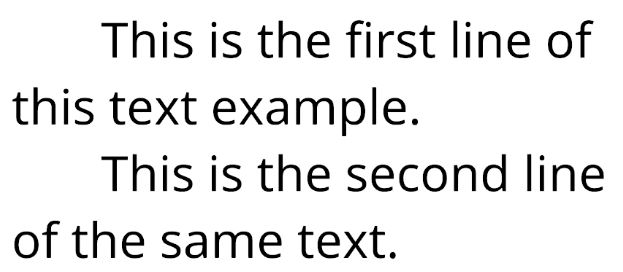 This is the first line of
this text example.
This is the second line
of the same text.